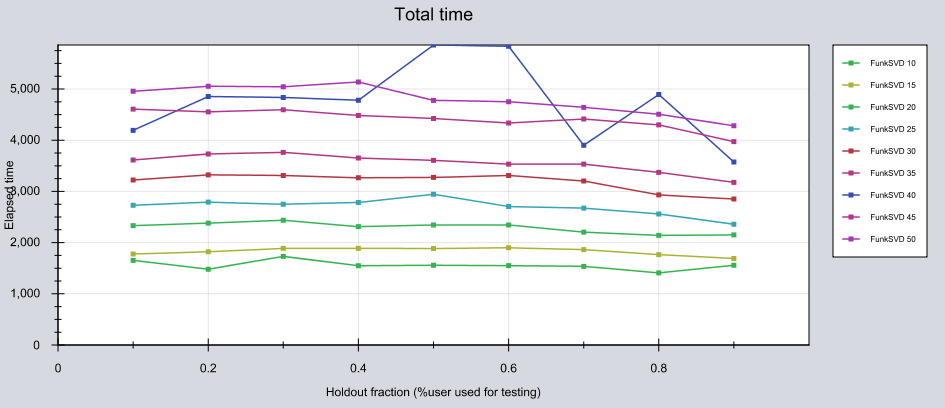 Total time
5,000
4,000
3,000
2,000
1,000
0
Elapsed time
0
0.2
0.4
0.6
0.8
Holdout fraction (%user used for testing)
FunkSVD 10
FunkSVD 15
FunkSVD 20
FunkSVD 25
FunkSVD 30
FunkSVD 35
FunkSVD 40
FunkSVD 45
FunkSVD 50